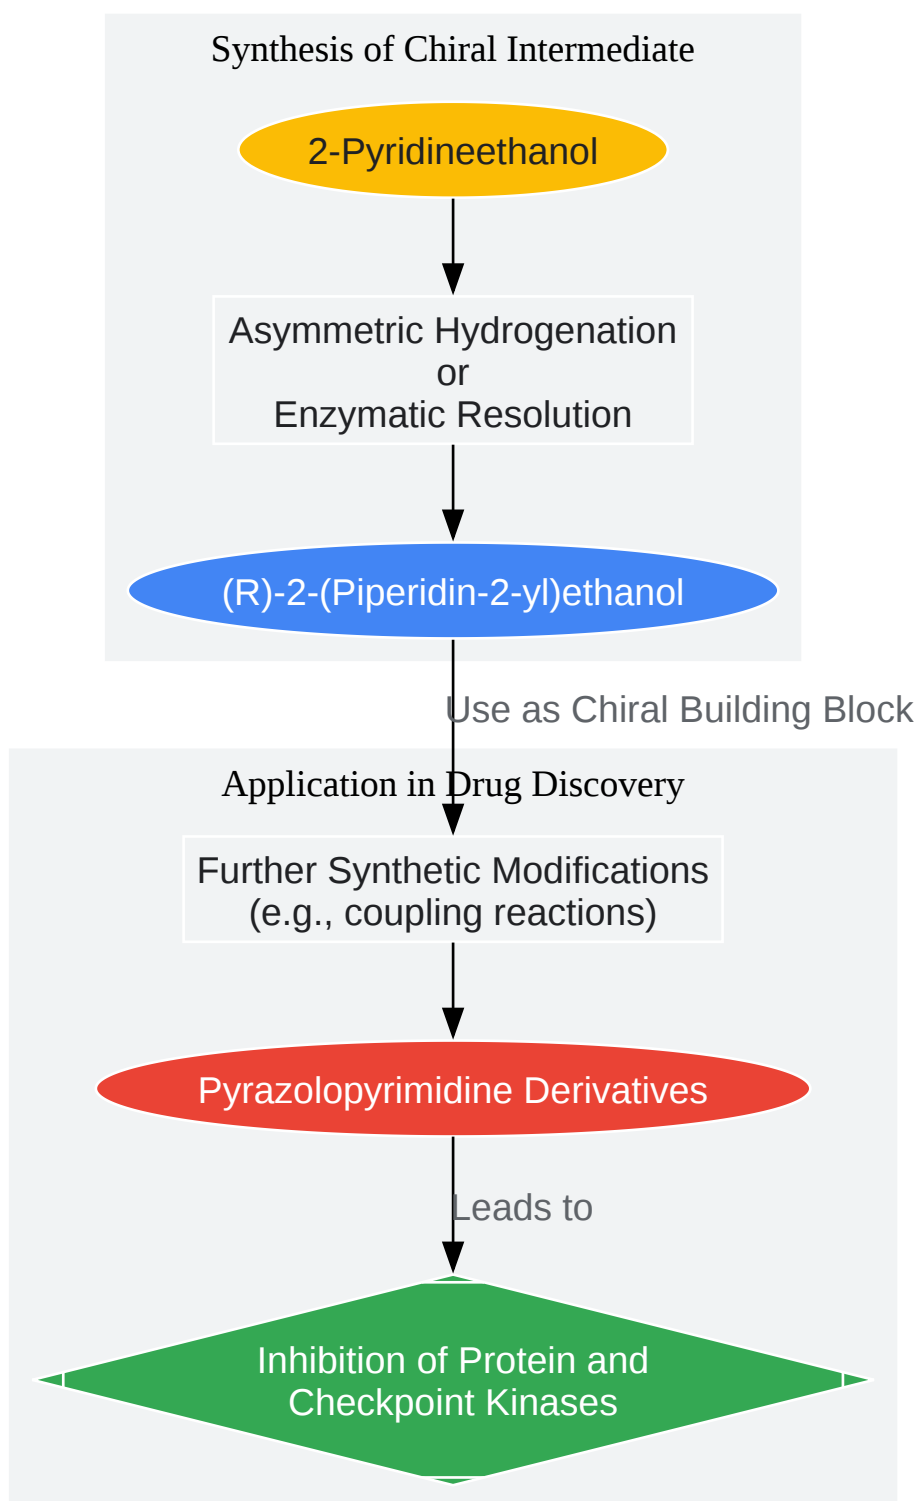 Synthesis of Chiral Intermediate
2-Pyridineethanol
Asymmetric Hydrogenation
or
Enzymatic Resolution
(R)-2-(Piperidin-2-yl)ethanol
Use as Chiral Building Block
Application in Drug Discovery
Further Synthetic Modifications
(e.g., coupling reactions)
Pyrazolopyrimidine Derivatives
Leads to
Inhibition of Protein and
Checkpoint Kinases